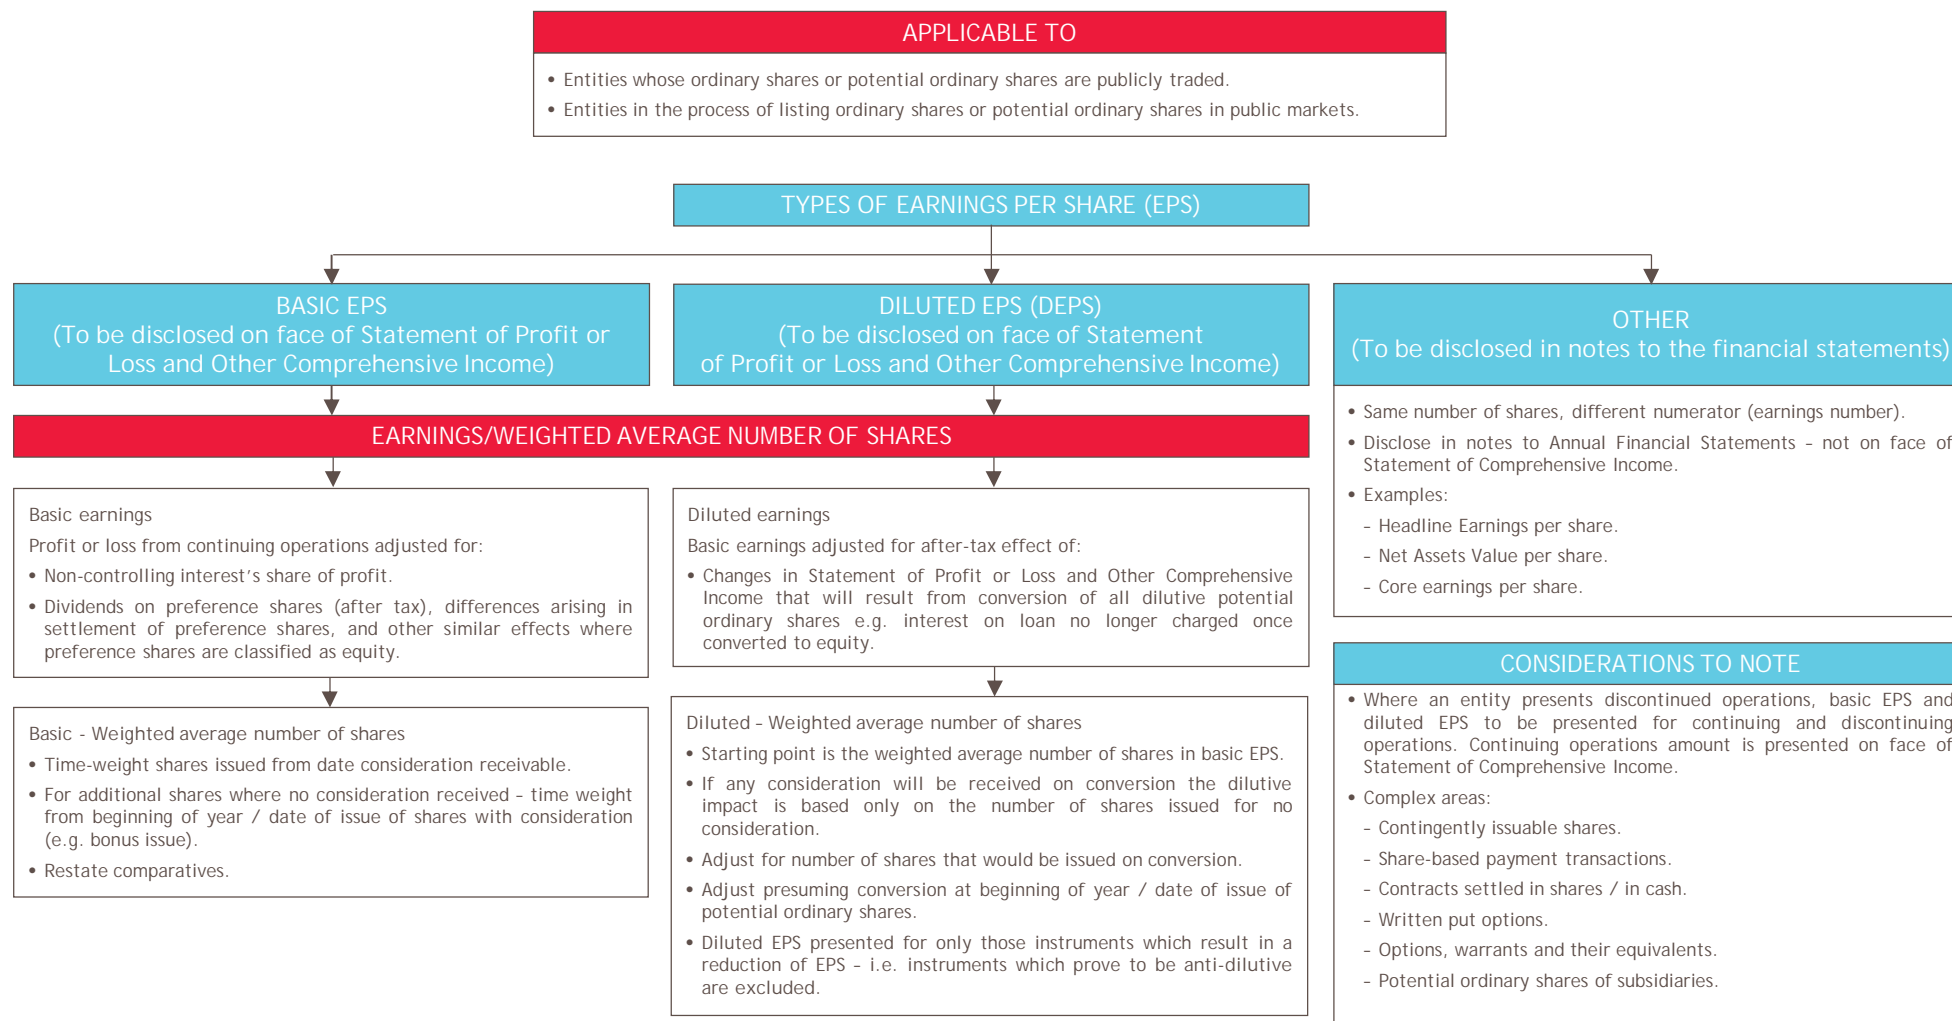 APPLICABLE TO
• Entities whose ordinary shares or potential ordinary shares are publicly traded.
• Entities in the process of listing ordinary shares or potential ordinary shares in public markets.
TYPES OF EARNINGS PER SHARE (EPS)
BASIC EPS
(To be disclosed on face of Statement of Profit or
Loss and Other Comprehensive Income)
DILUTED EPS (DEPS)
(To be disclosed on face of Statement
of Profit or Loss and Other Comprehensive Income)
OTHER
(To be disclosed in notes to the financial statements)
EARNINGS/WEIGHTED AVERAGE NUMBER OF SHARES
Basic earnings
Profit or loss from continuing operations adjusted for:
• Non-controlling interest's share of profit.
• Dividends on preference shares (after tax), differences arising in
settlement of preference shares, and other similar effects where
preference shares are classified as equity.
Basic - Weighted average number of shares
• Time-weight shares issued from date consideration receivable.
• For additional shares where no consideration received – time weight
from beginning of year / date of issue of shares with consideration
(e.g. bonus issue).
• Restate comparatives.
Diluted earnings
Basic earnings adjusted for after-tax effect of:
• Changes in Statement of Profit or Loss and Other Comprehensive
Income that will result from conversion of all dilutive potential
ordinary shares e.g. interest on loan no longer charged once
converted to equity.
Diluted – Weighted average number of shares
• Starting point is the weighted average number of shares in basic EPS.
• If any consideration will be received on conversion the dilutive
impact is based only on the number of shares issued for no
consideration.
• Adjust for number of shares that would be issued on conversion.
• Adjust presuming conversion at beginning of year / date of issue of
potential ordinary shares.
• Diluted EPS presented for only those instruments which result in a
reduction of EPS – i.e. instruments which prove to be anti-dilutive
are excluded.
• Same number of shares, different numerator (earnings number).
• Disclose in notes to Annual Financial Statements – not on face of
Statement of Comprehensive Income.
• Examples:
– Headline Earnings per share.
– Net Assets Value per share.
– Core earnings per share.
CONSIDERATIONS TO NOTE
• Where an entity presents discontinued operations, basic EPS and
diluted EPS to be presented for continuing and discontinuing
operations. Continuing operations amount is presented on face of
Statement of Comprehensive Income.
• Complex areas:
– Contingently issuable shares.
– Share-based payment transactions.
– Contracts settled in shares / in cash.
– Written put options.
– Options, warrants and their equivalents.
– Potential ordinary shares of subsidiaries.